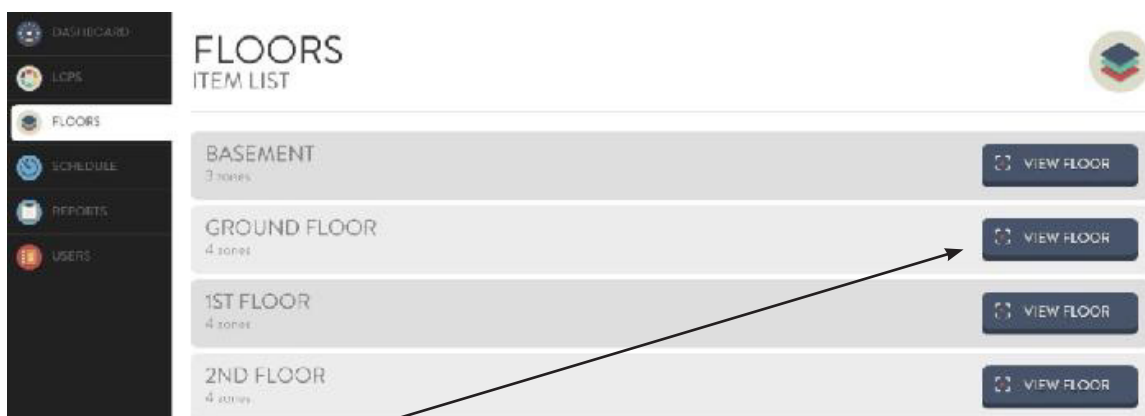 DASHBOARD
LCPS
FLOORS
SCHEDULE
REPORTS
USERS
FLOORS
ITEM LIST
BASEMENT
3 zones
VIEW FLOOR
GROUND FLOOR
4 zones
VIEW FLOOR
1ST FLOOR
4 zones
VIEW FLOOR
2ND FLOOR
4 zones
VIEW FLOOR